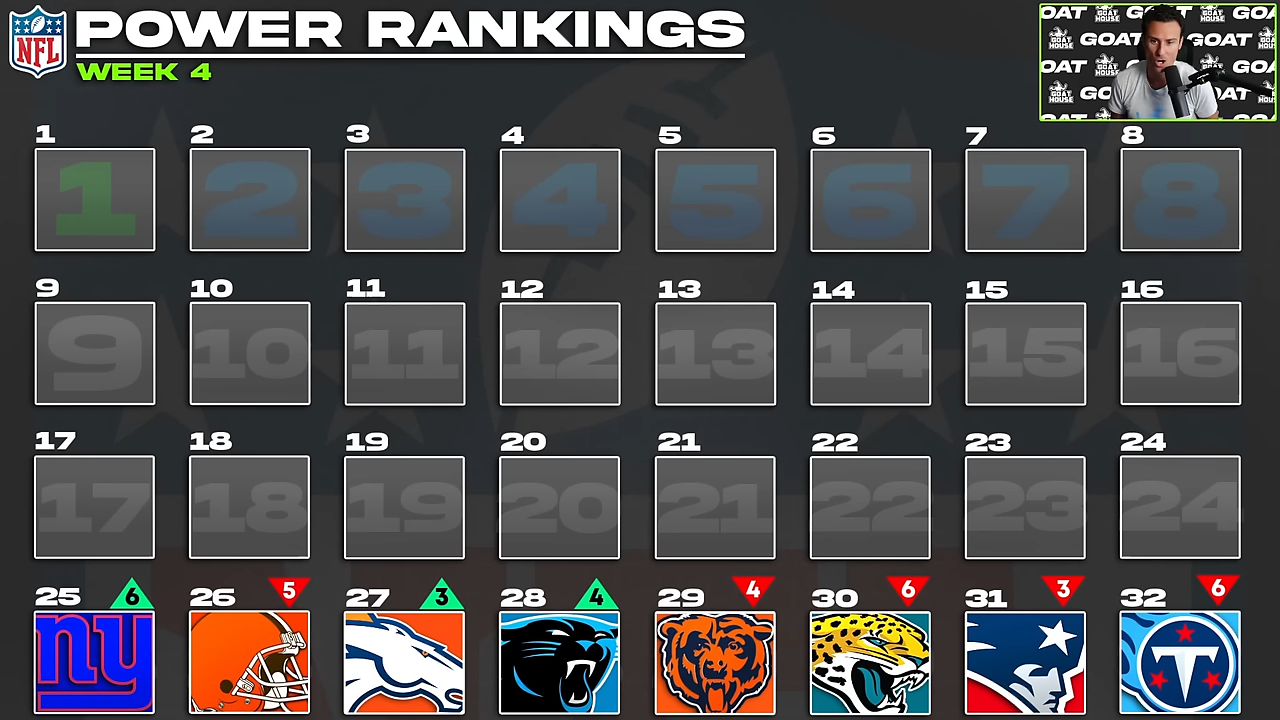 NFL
POWER RANKINGS
WEEK 4
GOAT HOUSE GOAT
1 2 3 4 5 6 7 8
1 2 3 4 5 6 7 8
9 10 11 12 13 14 15 16
9 10 11 12 13 14 15 16
17 18 19 20 21 22 23 24
17 18 19 20 21 22 23 24
25 6 26 5 27 3 28 4 29 4 30 6 31 3 32 6
ny T